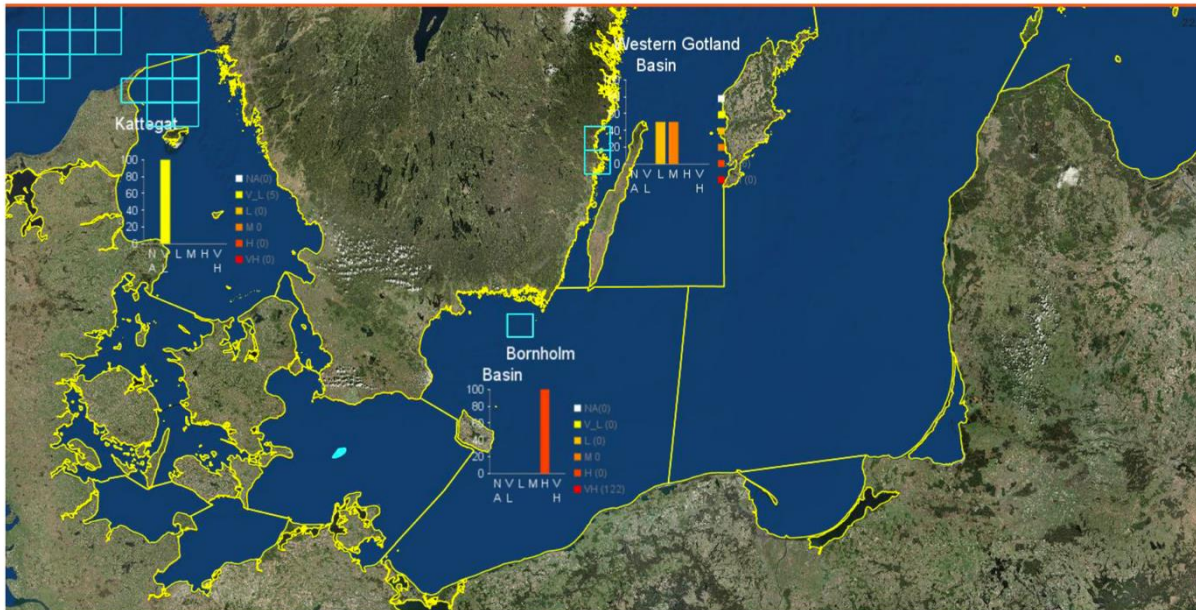 Western Gotland
Basin
60
40
20
0
N V L M H V
A L H
(0)
Kattegat
100
80
60
40
20
0
N V L M H V
A H
NA(0)
V_L (5)
L (0)
M 0
H (0)
VH (0)
Bornholm
Basin
100
80
60
40
20
0
N V L M H V
A L H
NA(0)
V_L (0)
L (0)
M 0
H (0)
VH (122)